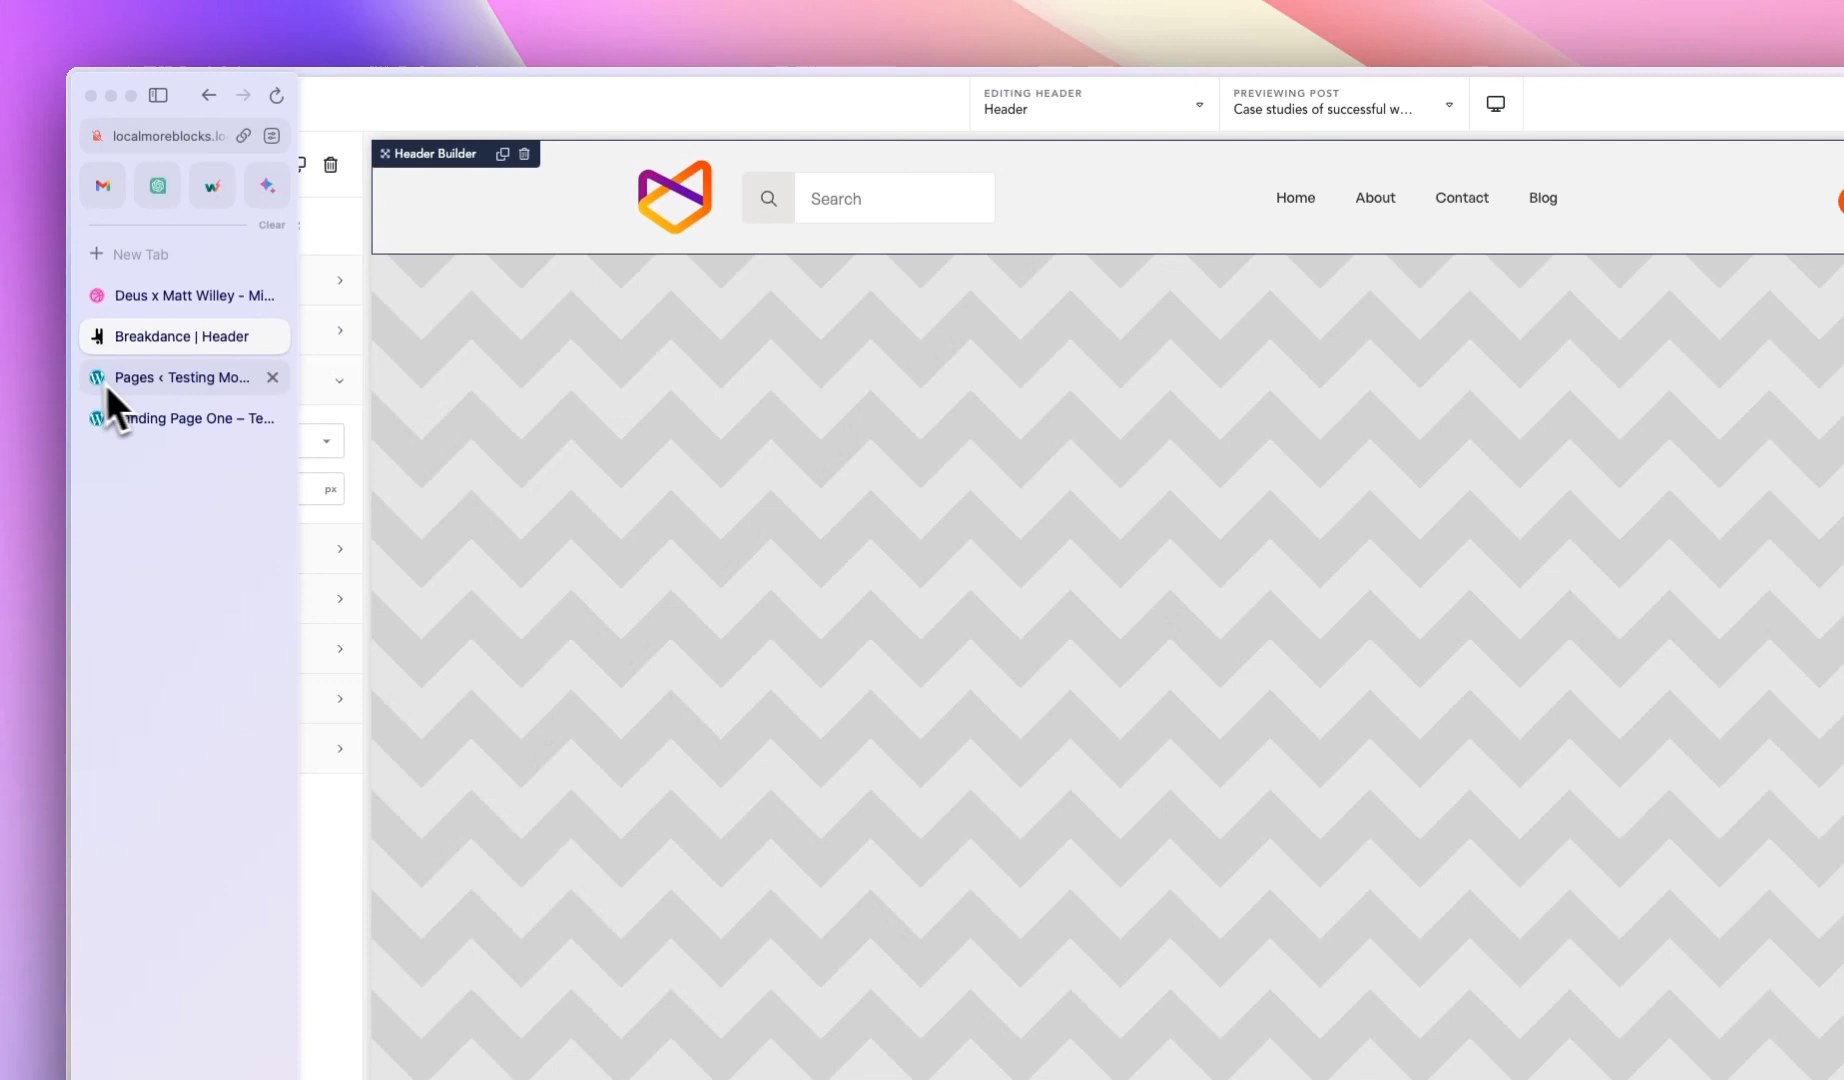 EDITING HEADER
Header
PREVIEWING POST
Case studies of successful w...
localmoreblocks.lo
Header Builder
Search
Home
About
Contact
Blog
Clear
New Tab
Deus x Matt Willey - Mi...
Breakdance | Header
Pages ‹ Testing Mo...
nding Page One – Te...
px